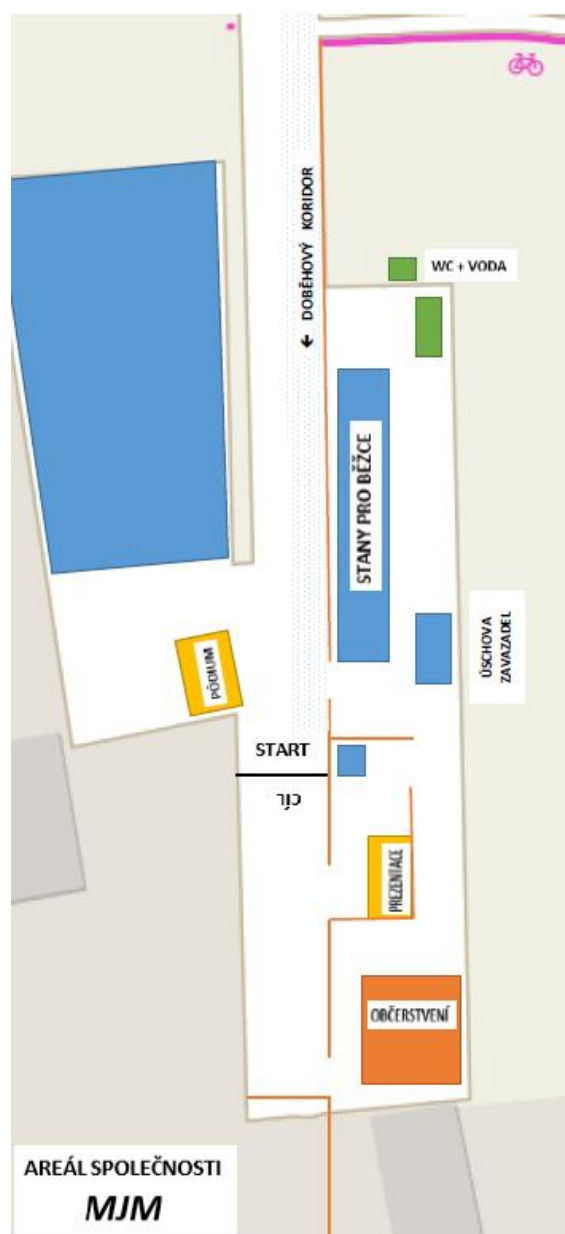 WC + VODA
← DOBĚHOVÝ KORIDOR
STANY PRO BĚŽCE
ÚSCHOVA
ZAVAZADEL
PÓDIUM
START
CÍL
PREZENTACE
OBČERSTVENÍ
AREÁL SPOLEČNOSTI
MJM